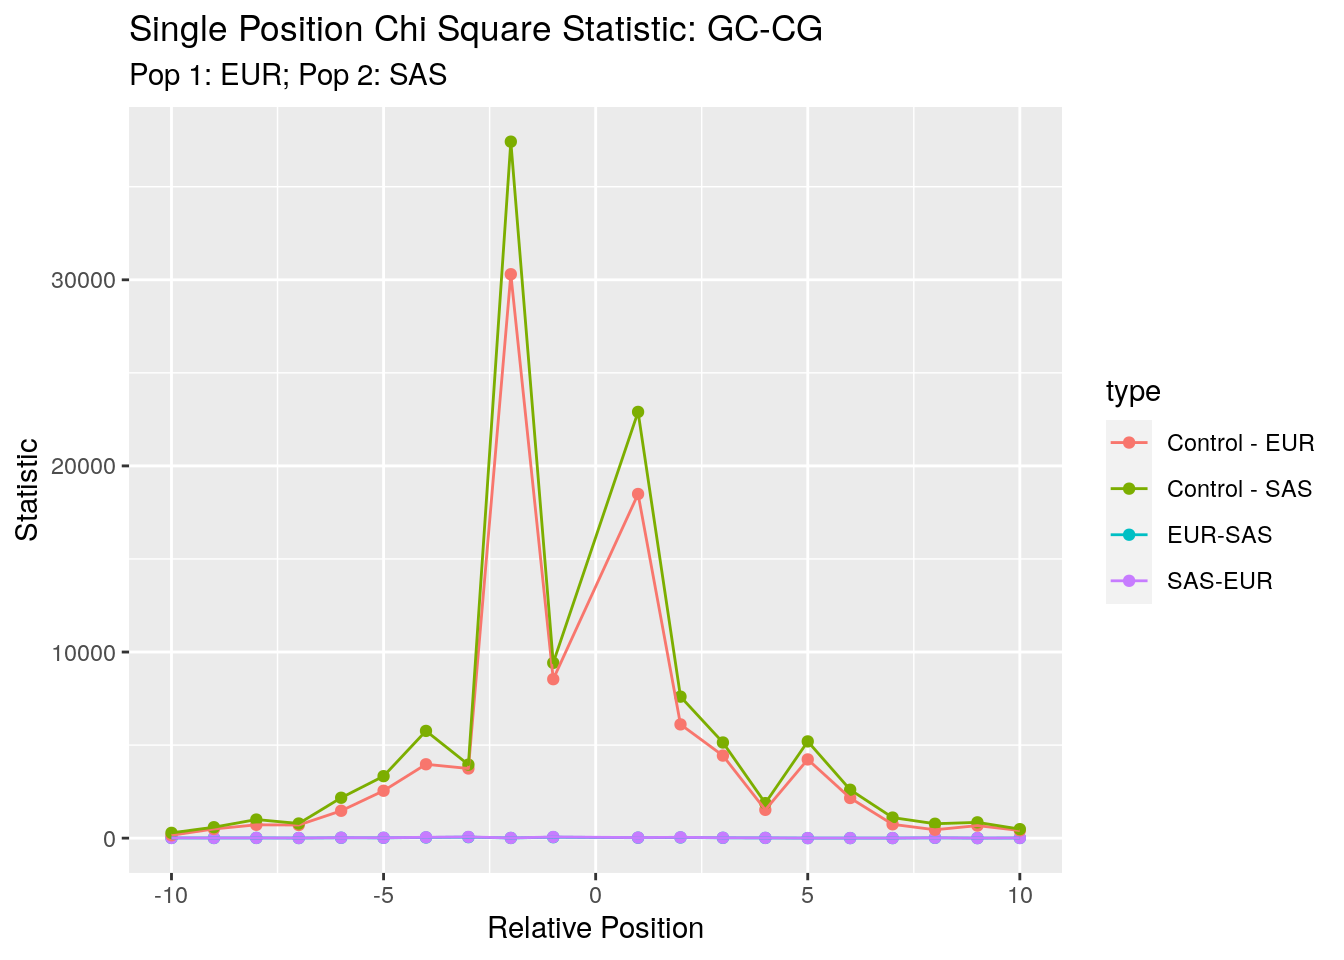 Single Position Chi Square Statistic: GC-CG
Pop 1: EUR; Pop 2: SAS
30000
20000
10000
0
Statistic
-10 -5 0 5 10
Relative Position
type
Control - EUR
Control - SAS
EUR-SAS
SAS-EUR